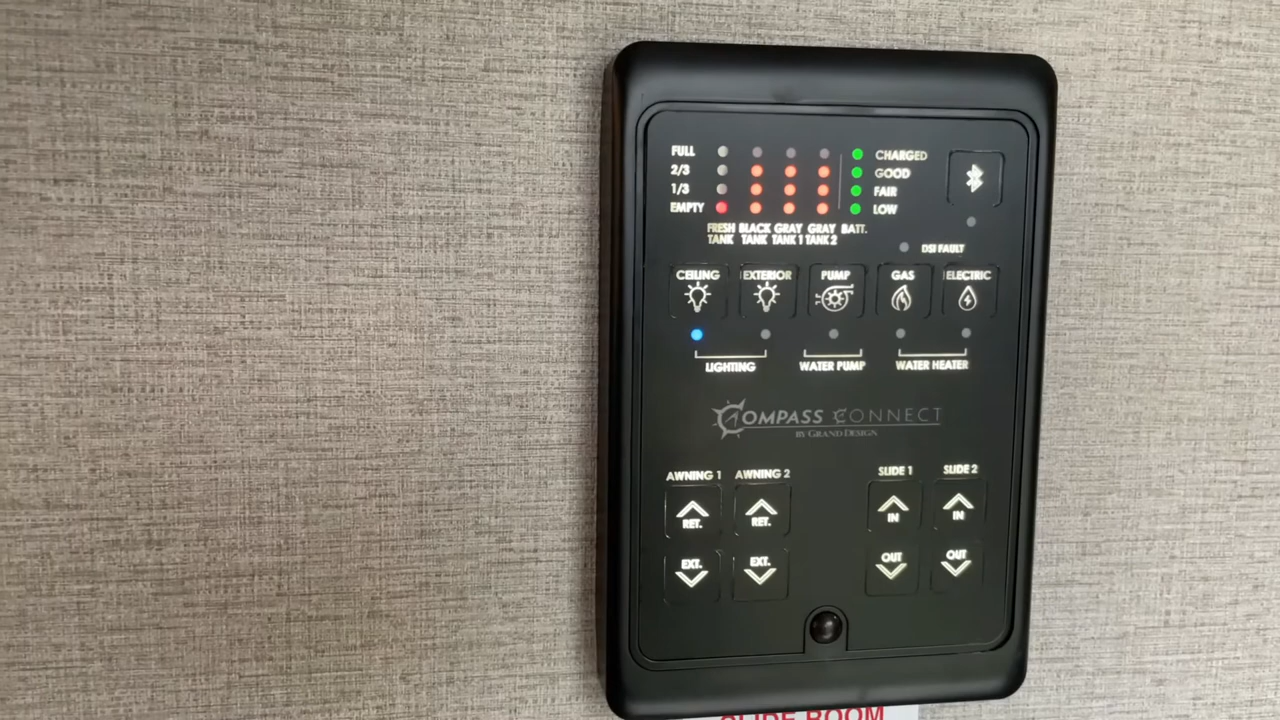 FULL
2/3
1/3
EMPTY
CHARGED
GOOD
FAIR
LOW
FRESH TANK
BLACK TANK
GRAY TANK 1
GRAY TANK 2
BATT.
DSI FAULT
CEILING
EXTERIOR
PUMP
GAS
ELECTRIC
LIGHTING
WATER PUMP
WATER HEATER
COMPASS CONNECT
BY GRAND DESIGN
AWNING 1
AWNING 2
SLIDE 1
SLIDE 2
RET.
RET.
IN
IN
EXT.
EXT.
OUT
OUT
SLIDE ROOM